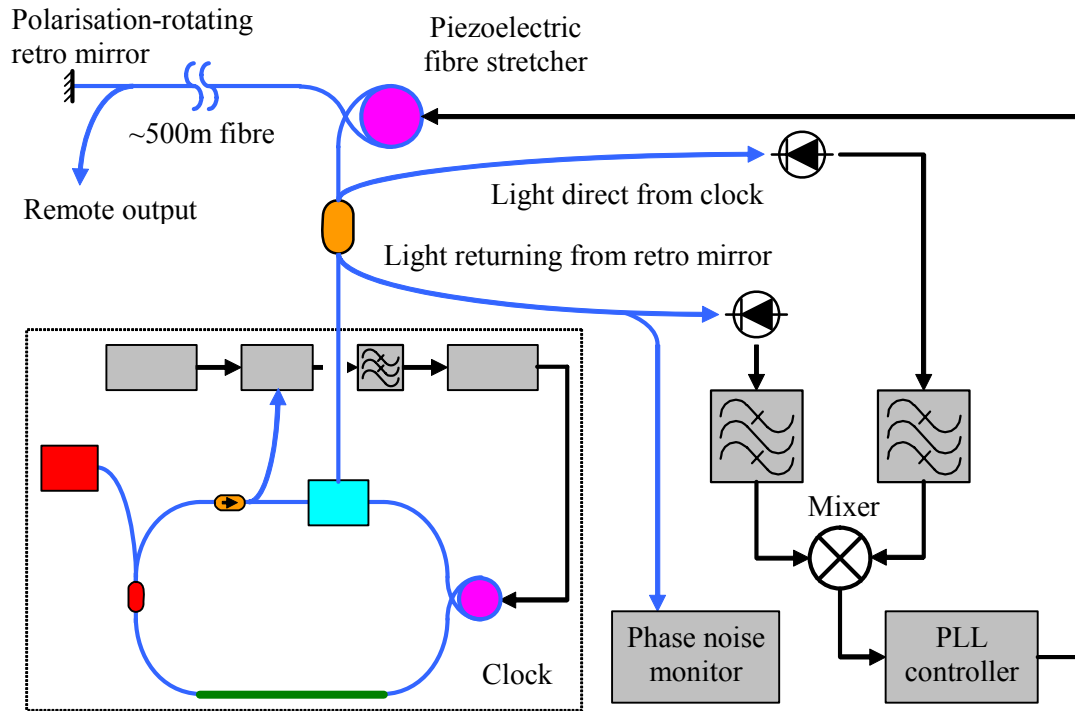 Polarisation-rotating
retro mirror
Piezoelectric
fibre stretcher
~500m fibre
Remote output
Light direct from clock
Light returning from retro mirror
Mixer
Phase noise
monitor
PLL
controller
Clock